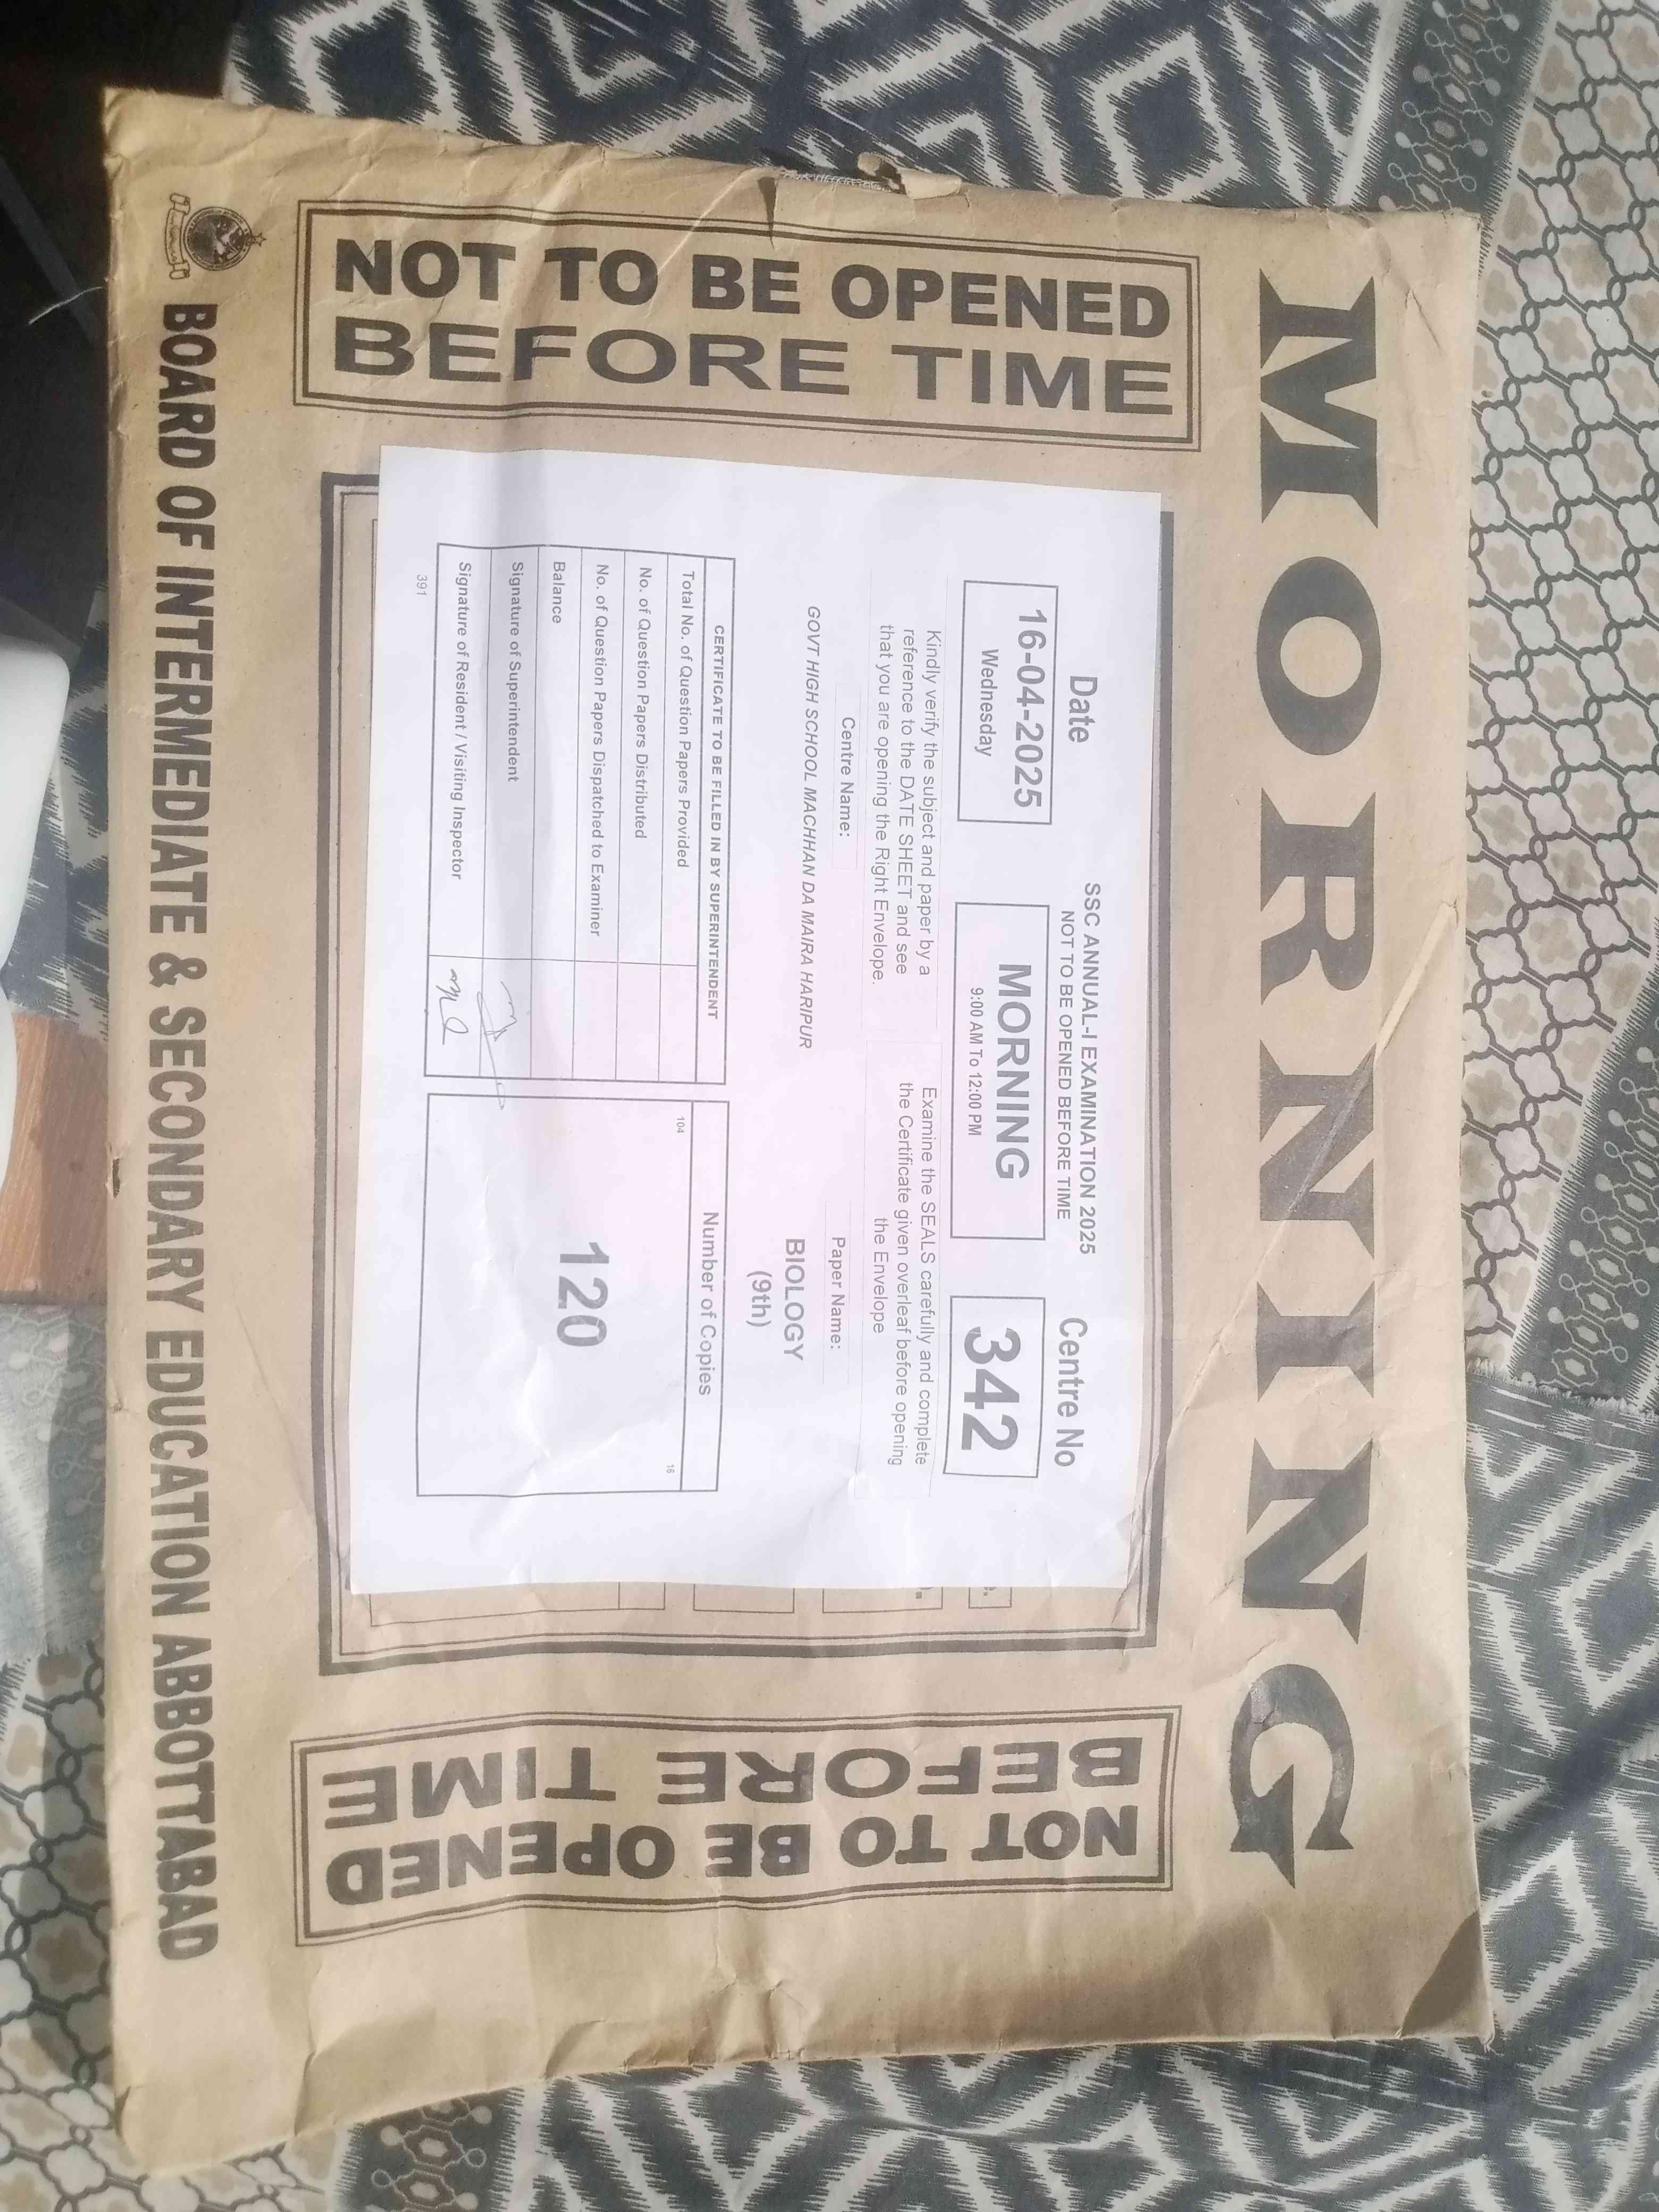 MORNING
NOT TO BE OPENED
BEFORE TIME
SSC ANNUAL-I EXAMINATION 2025
NOT TO BE OPENED BEFORE TIME
Date
16-04-2025
Wednesday
MORNING
9:00 AM To 12:00 PM
Centre No
342
Kindly verify the subject and paper by a
reference to the DATE SHEET and see
that you are opening the Right Envelope.
Examine the SEALS carefully and complete
the Certificate given overleaf before opening
the Envelope
Centre Name:
GOVT HIGH SCHOOL MACHHAN DA MAIRA HARIPUR
Paper Name:
BIOLOGY
(9th)
CERTIFICATE TO BE FILLED IN BY SUPERINTENDENT
Total No. of Question Papers Provided
No. of Question Papers Distributed
No. of Question Papers Dispatched to Examiner
Balance
Signature of Superintendent
Signature of Resident / Visiting Inspector
391
Number of Copies
104
16
120
NOT TO BE OPENED
BEFORE TIME
BOARD OF INTERMEDIATE & SECONDARY EDUCATION ABBOTTABAD